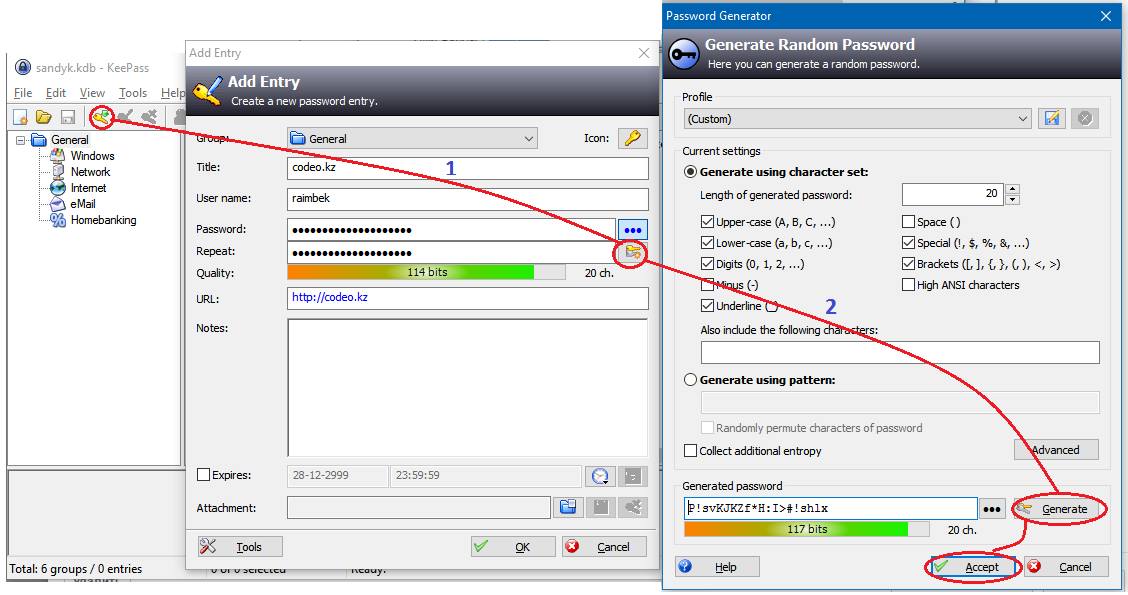 sandyk.kdb - KeePass
File Edit View Tools Help
General
Windows
Network
Internet
eMail
Homebanking
Total: 6 groups / 0 entries
0 of 0 selected
Ready.
Add Entry
Add Entry
Create a new password entry.
Group: General Icon:
Title: codeo.kz
1
User name: raimbek
Password: ●●●●●●●●●●●●●●●●●●●● ●●●
Repeat: ●●●●●●●●●●●●●●●●●●●●
Quality: 114 bits 20 ch.
URL: http://codeo.kz
Notes:
Expires: 28-12-2999 23:59:59
Attachment:
Tools OK Cancel
Password Generator
Generate Random Password
Here you can generate a random password.
Profile
(Custom)
Current settings
Generate using character set:
Length of generated password: 20
Upper-case (A, B, C, ...) Space ( )
Lower-case (a, b, c, ...) Special (!, $, %, &, ...)
Digits (0, 1, 2, ...) Brackets ([, ], {, }, (, ), <, >)
Minus (-) High ANSI characters
Underline (_)
2
Also include the following characters:
Generate using pattern:
Randomly permute characters of password
Collect additional entropy
Advanced
Generated password
P!svKJKZf*H:I>#!shlx ●●● Generate
117 bits 20 ch.
Help Accept Cancel